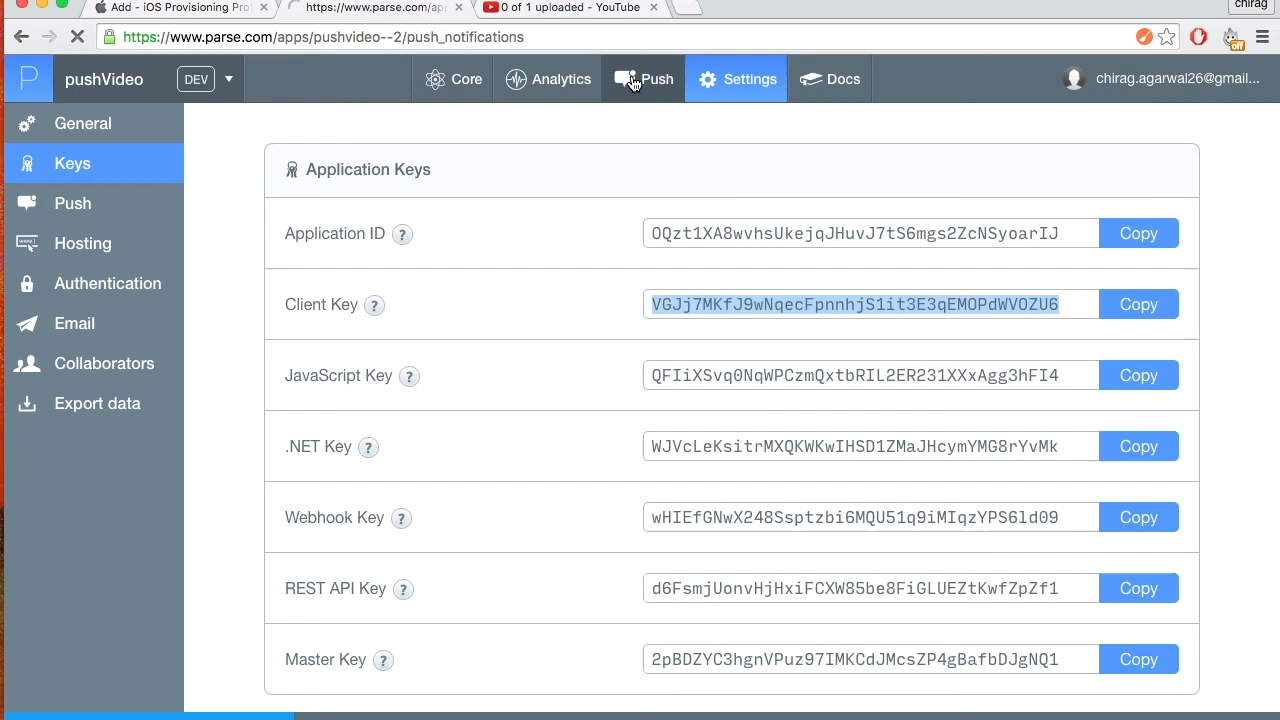 Add - iOS Provisioning Prof
https://www.parse.com/app
0 of 1 uploaded - YouTube
chirag
https://www.parse.com/apps/pushvideo--2/push_notifications
off
P
pushVideo
DEV
Core
Analytics
Push
Settings
Docs
chirag.agarwal26@gmail...
General
Keys
Push
Hosting
Authentication
Email
Collaborators
Export data
Application Keys
Application ID ?
OQzt1XA8wvhsUkejqJHuvJ7tS6mgs2ZcNSyoarIJ
Copy
Client Key ?
VGJj7MKfJ9wNqecFpnnhjS1it3E3qEMOPdWVOZU6
Copy
JavaScript Key ?
QFIiXSvq0NqWPCzmQxtbRIL2ER231XXxAgg3hFI4
Copy
.NET Key ?
WJVcLeKsitrMXQKWKwIHSD1ZMaJHcymYMG8rYvMk
Copy
Webhook Key ?
wHIEfGNwX248Ssptzbi6MQU51q9iMIqzYPS6ld09
Copy
REST API Key ?
d6FsmjUonvHjHxiFCXW85be8FiGLUEZtKwfZpZf1
Copy
Master Key ?
2pBDZYC3hgnVPuz97IMKCdJMcsZP4gBafbDJgNQ1
Copy